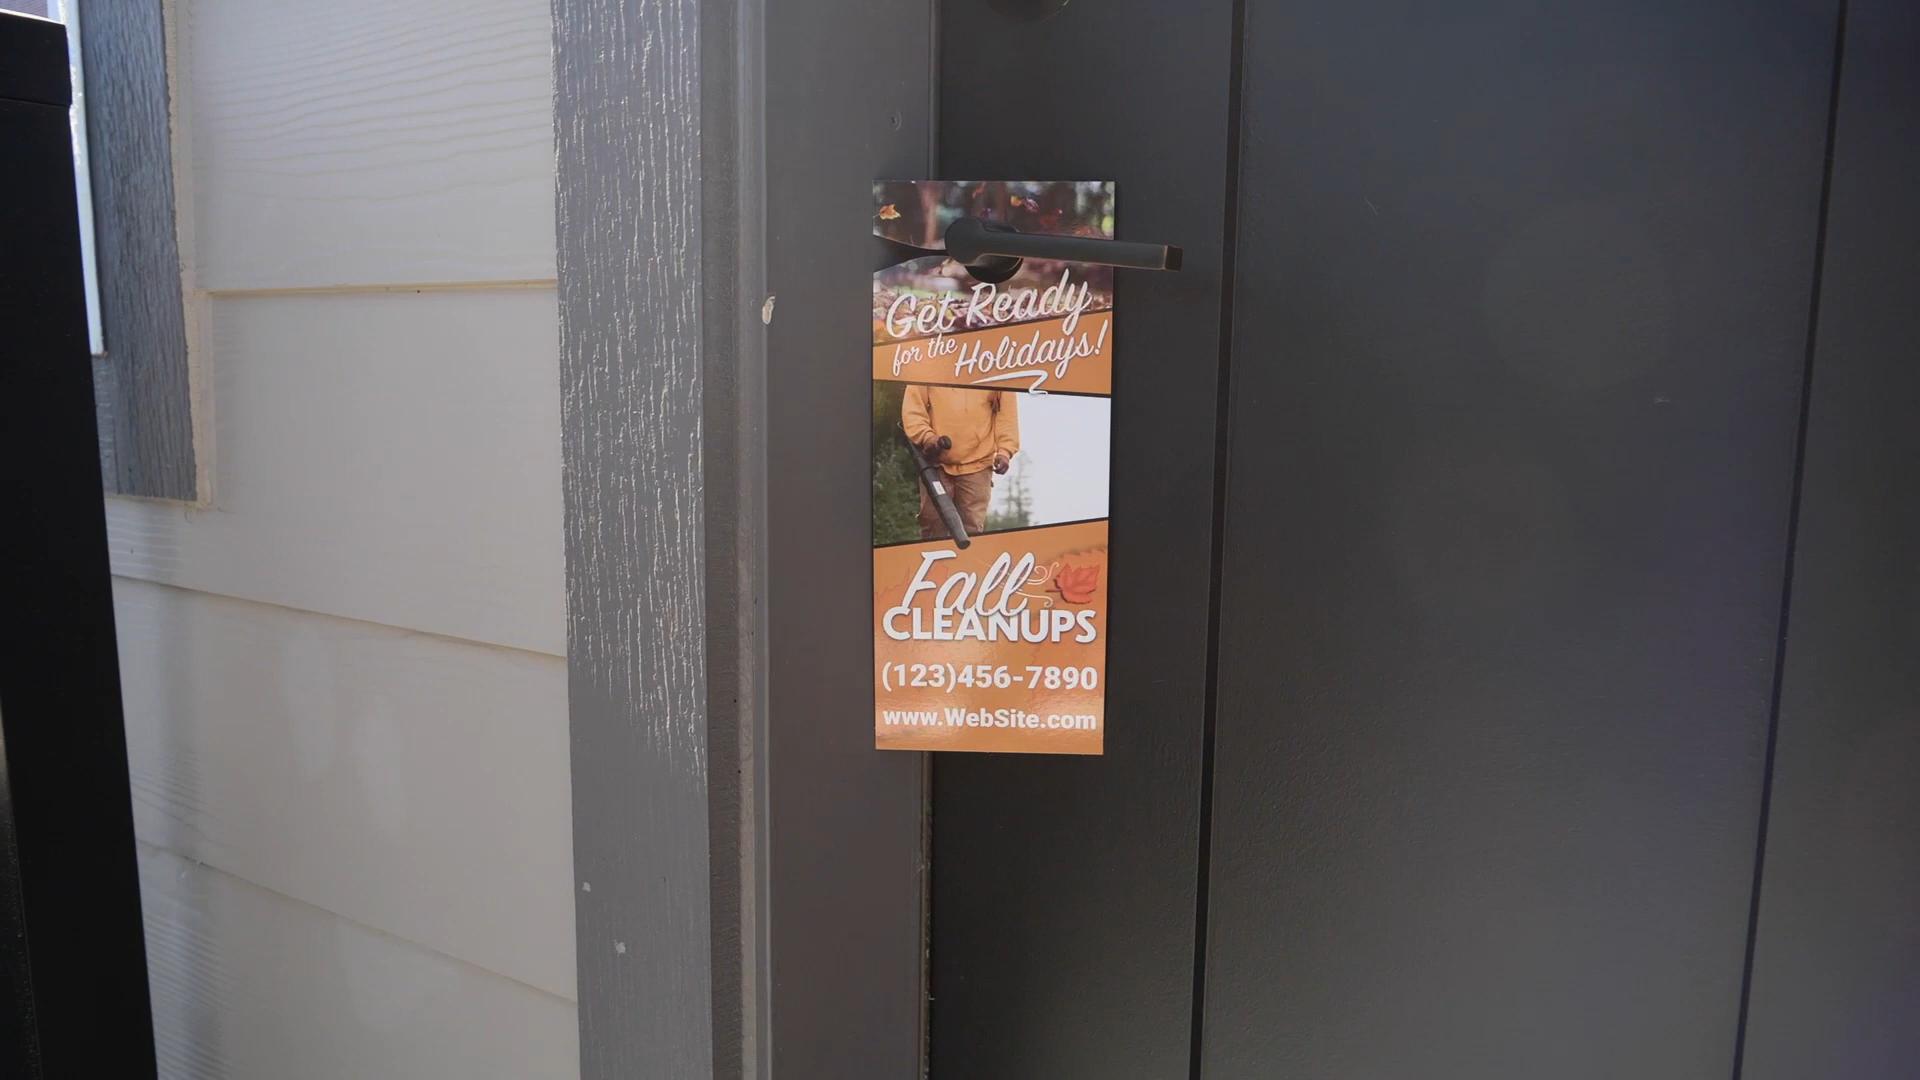 Get Ready
for the Holidays!
Fall
CLEANUPS
(123)456-7890
www.WebSite.com